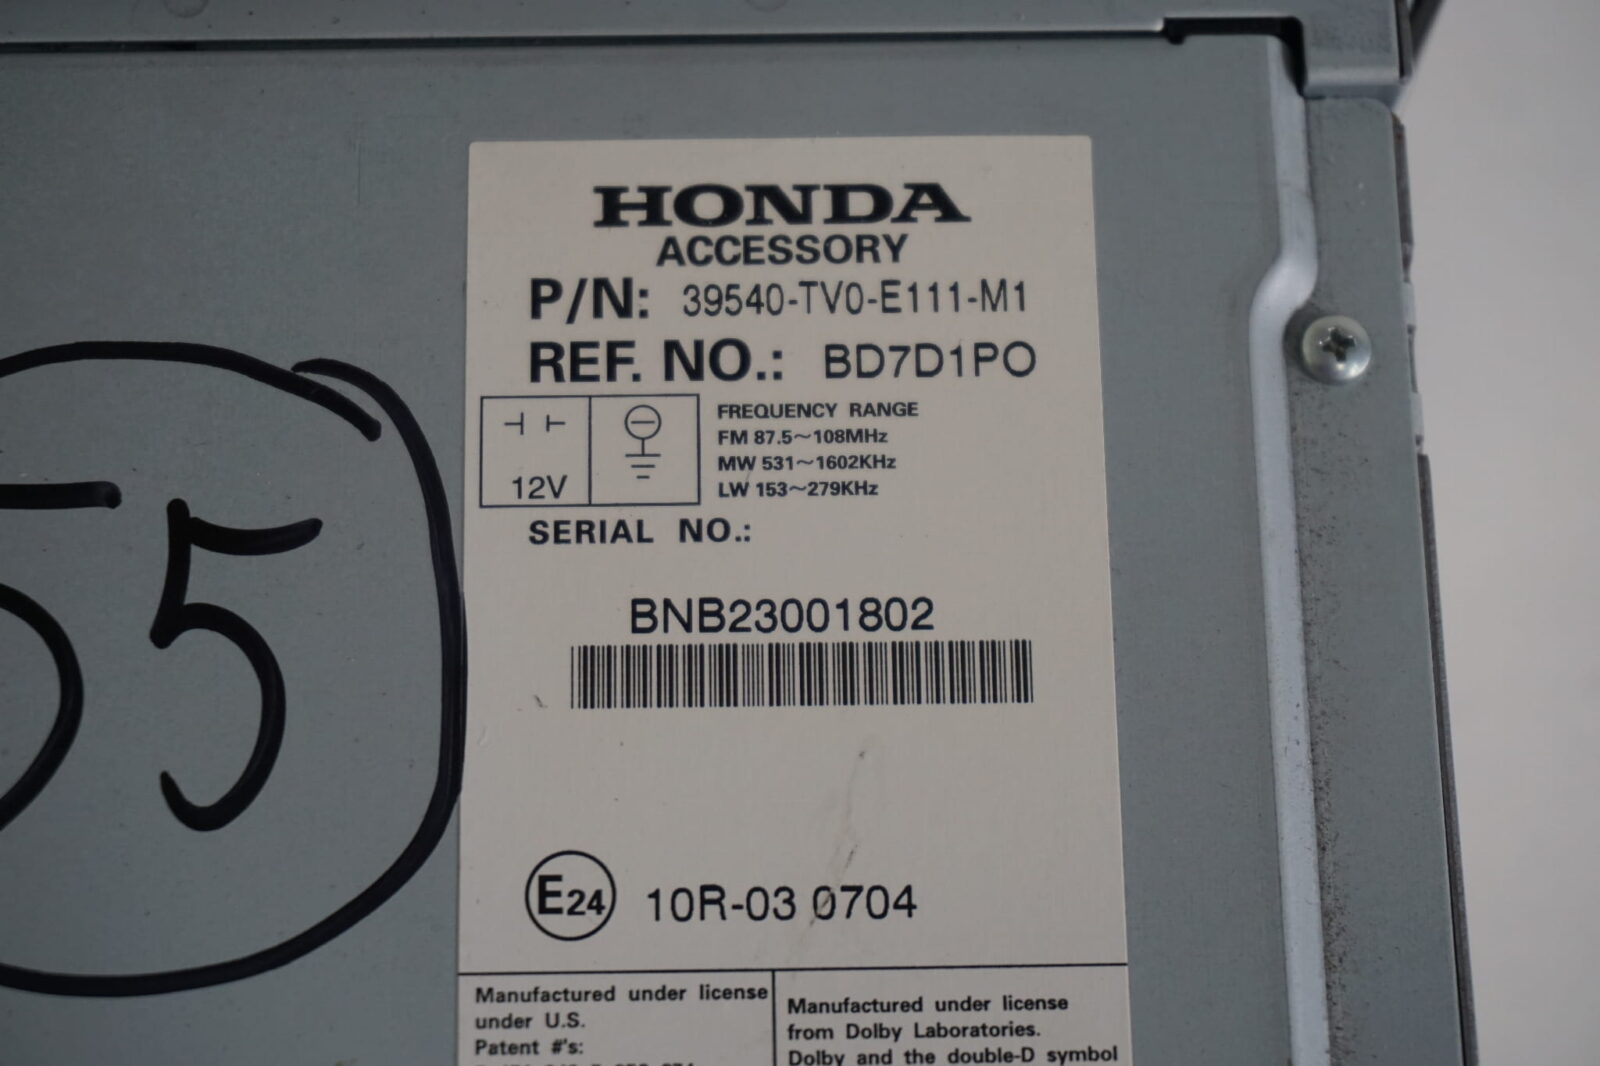 HONDA
ACCESSORY
P/N: 39540-TV0-E111-M1
REF. NO.: BD7D1PO
12V
FREQUENCY RANGE
FM 87.5~108MHz
MW 531~1602KHz
LW 153~279KHz
SERIAL NO.:
55
BNB23001802
E24 10R-03 0704
Manufactured under license
under U.S.
Patent #'s:
Manufactured under license
from Dolby Laboratories.
Dolby and the double-D symbol